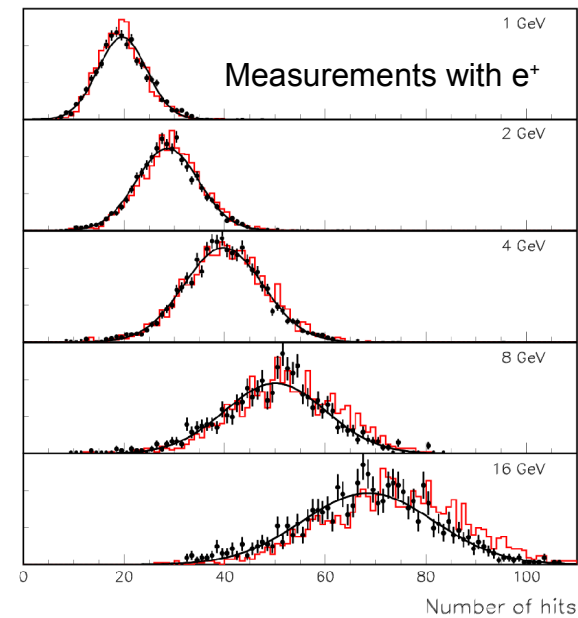 1 GeV
Measurements with e⁺
2 GeV
4 GeV
8 GeV
16 GeV
0 20 40 60 80 100
Number of hits